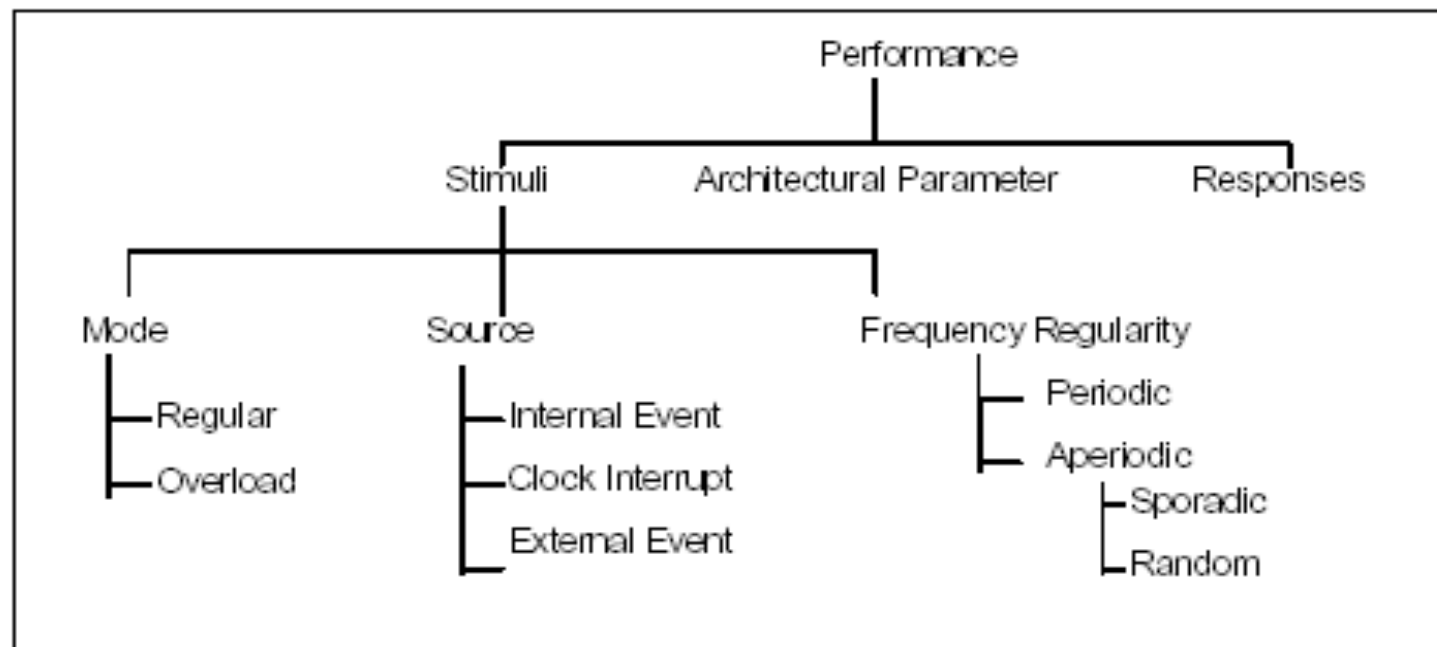 Performance
Stimuli
Architectural Parameter
Responses
Mode
Regular
Overload
Source
Internal Event
Clock Interrupt
External Event
Frequency Regularity
Periodic
Aperiodic
Sporadic
Random